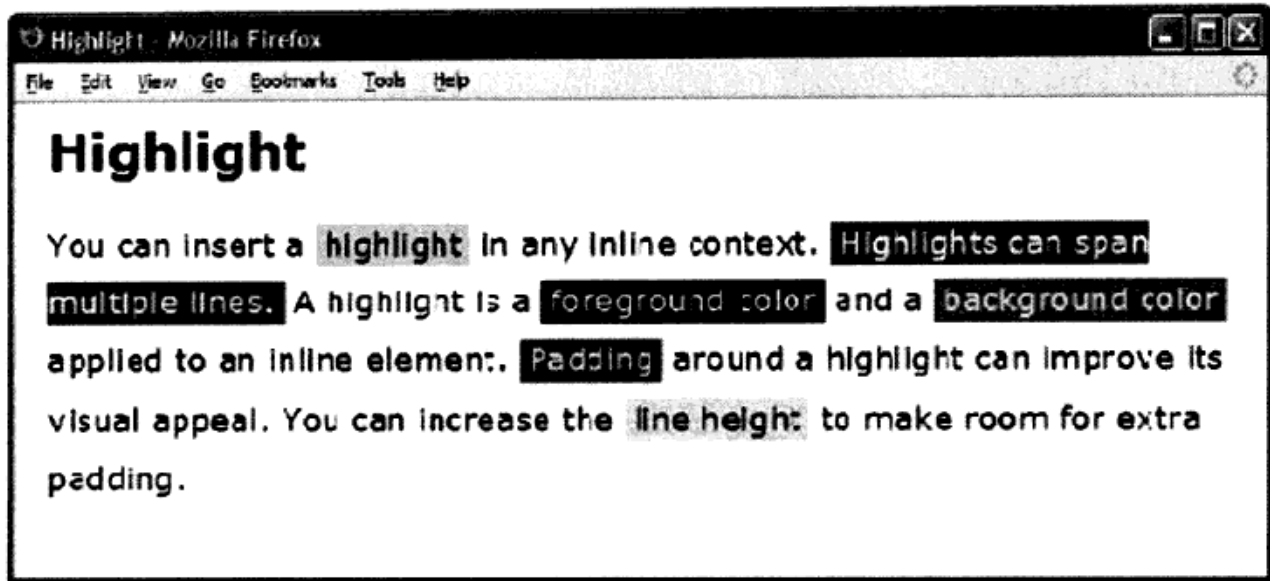 Highlight - Mozilla Firefox
File Edit View Go Bookmarks Tools Help
Highlight
You can insert a highlight in any inline context. Highlights can span
multiple lines. A highlight is a foreground color and a background color
applied to an inline element. Padding around a highlight can improve its
visual appeal. You can increase the line height to make room for extra
padding.